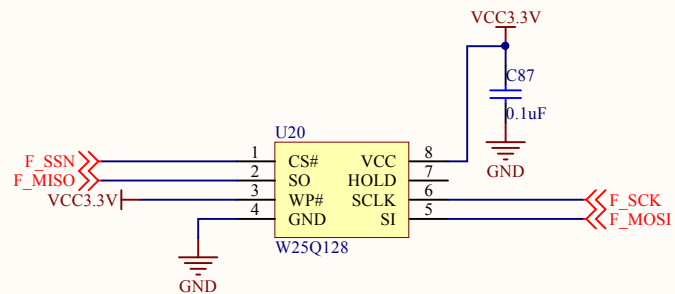 VCC3.3V
C87
0.1uF
GND
U20
F_SSN 1 CS# VCC 8
F_MISO 2 SO HOLD 7
VCC3.3V 3 WP# SCLK 6 F_SCK
4 GND SI 5 F_MOSI
W25Q128
GND